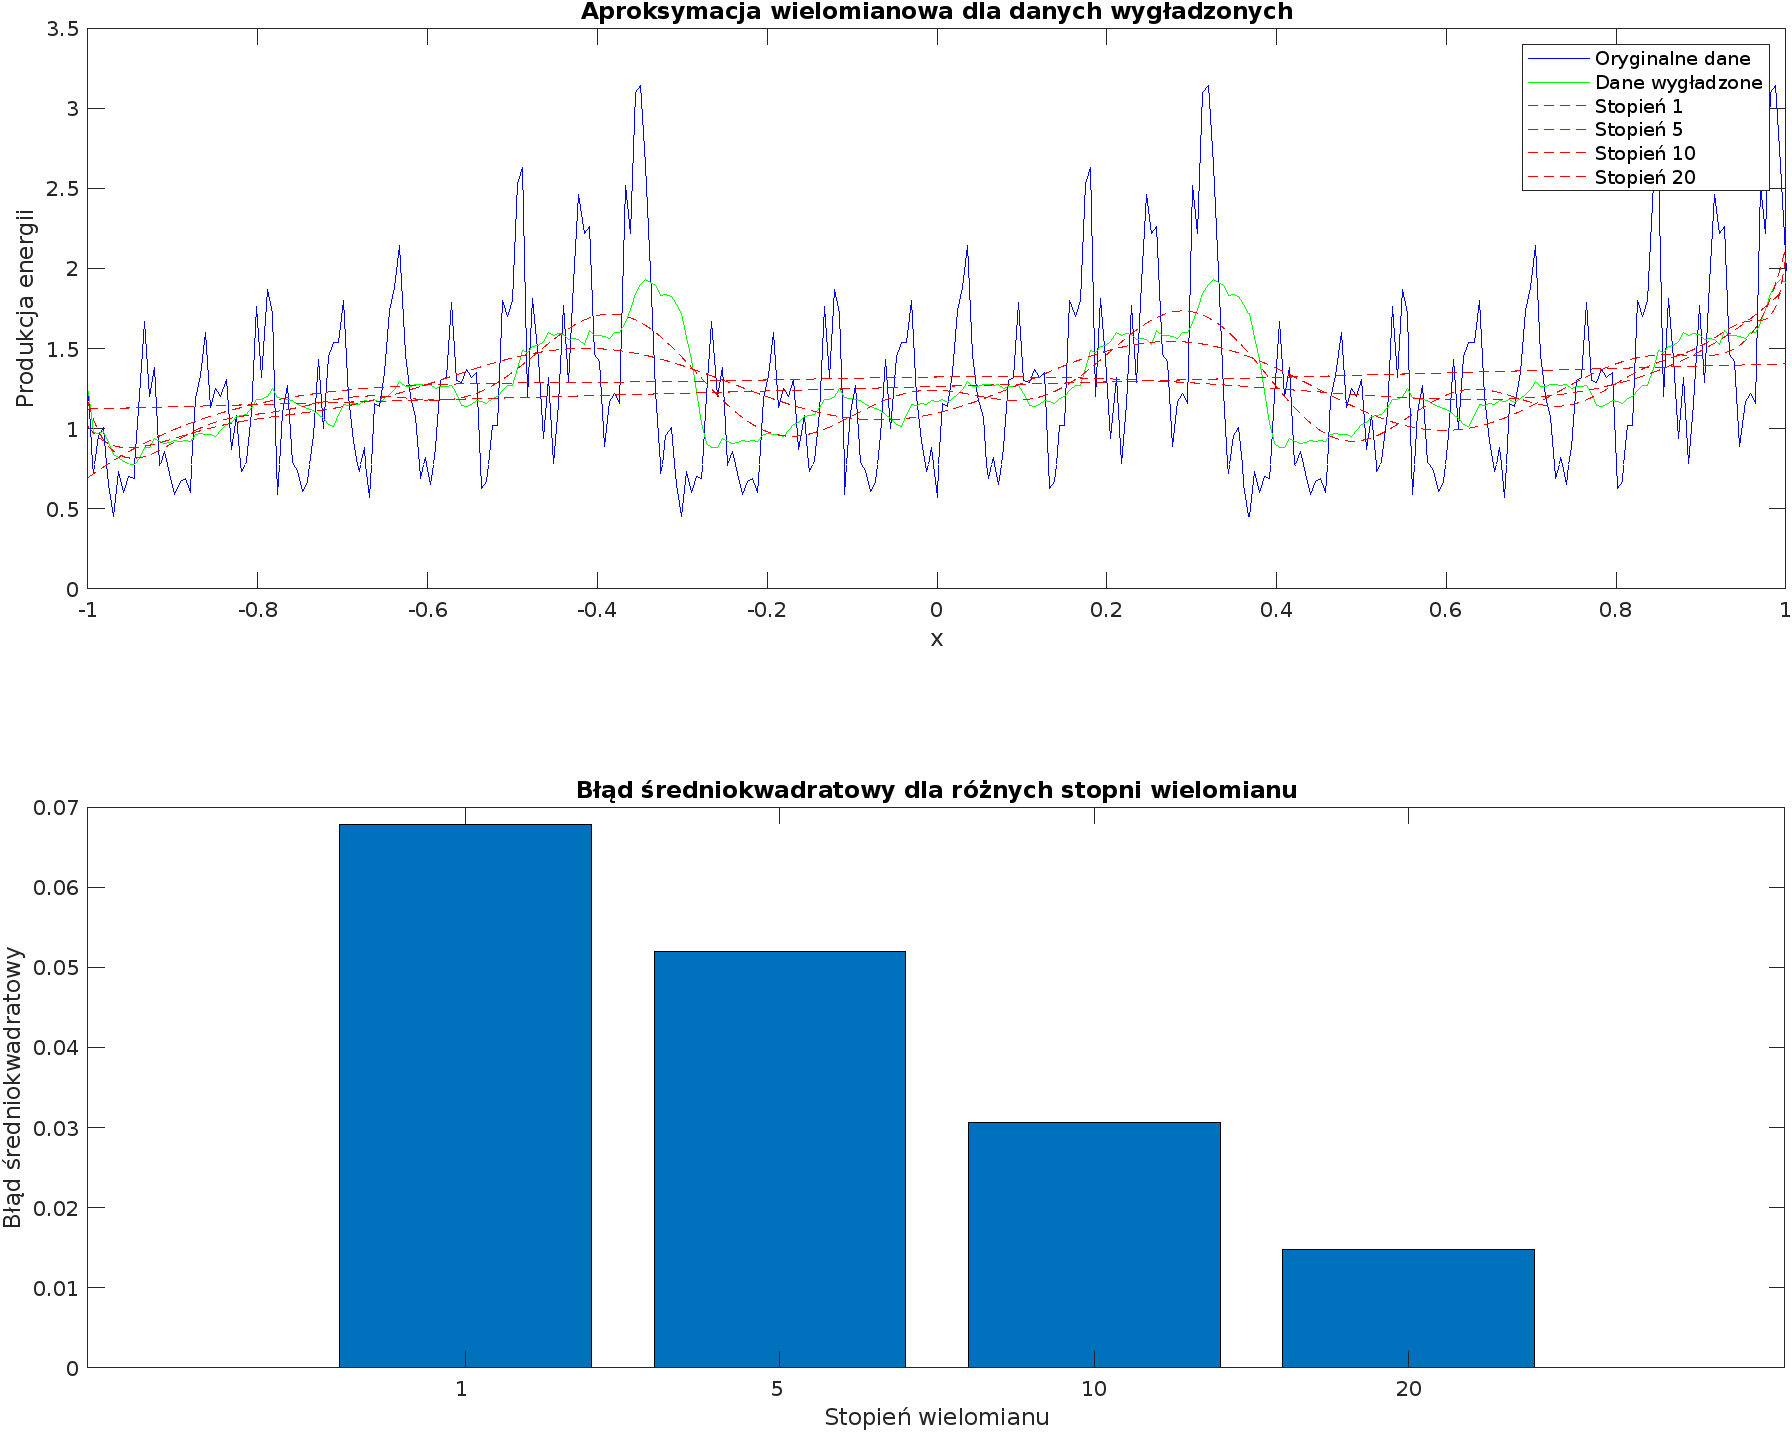 Aproksymacja wielomianowa dla danych wygładzonych
3.5
3
2.5
2
1.5
1
0.5
0
Produkcja energii
Oryginalne dane
Dane wygładzone
Stopień 1
Stopień 5
Stopień 10
Stopień 20
-1 -0.8 -0.6 -0.4 -0.2 0 0.2 0.4 0.6 0.8 1
x
Błąd średniokwadratowy dla różnych stopni wielomianu
0.07
0.06
0.05
0.04
0.03
0.02
0.01
0
Błąd średniokwadratowy
1 5 10 20
Stopień wielomianu